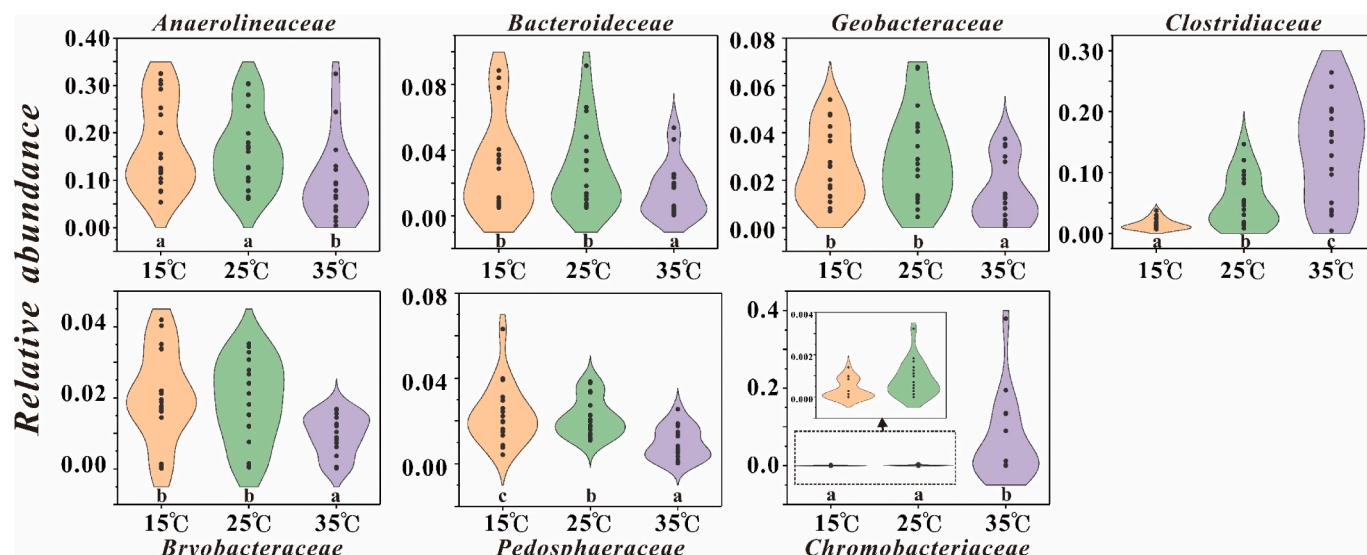 Anaerolineaceae
Bacteroideceae
Geobacteraceae
Clostridiaceae
Relative abundance
0.40
0.30
0.20
0.10
0.00
a a b
15℃ 25℃ 35℃
0.08
0.04
0.00
b b a
15℃ 25℃ 35℃
0.08
0.06
0.04
0.02
0.00
b b a
15℃ 25℃ 35℃
0.30
0.20
0.10
0.00
a b c
15℃ 25℃ 35℃
0.04
0.02
0.00
b b a
15℃ 25℃ 35℃
Bryobacteraceae
0.08
0.04
0.00
c b a
15℃ 25℃ 35℃
Pedosphaeraceae
0.4
0.2
0.0
0.004
0.002
0.000
a a b
15℃ 25℃ 35℃
Chromobacteriaceae